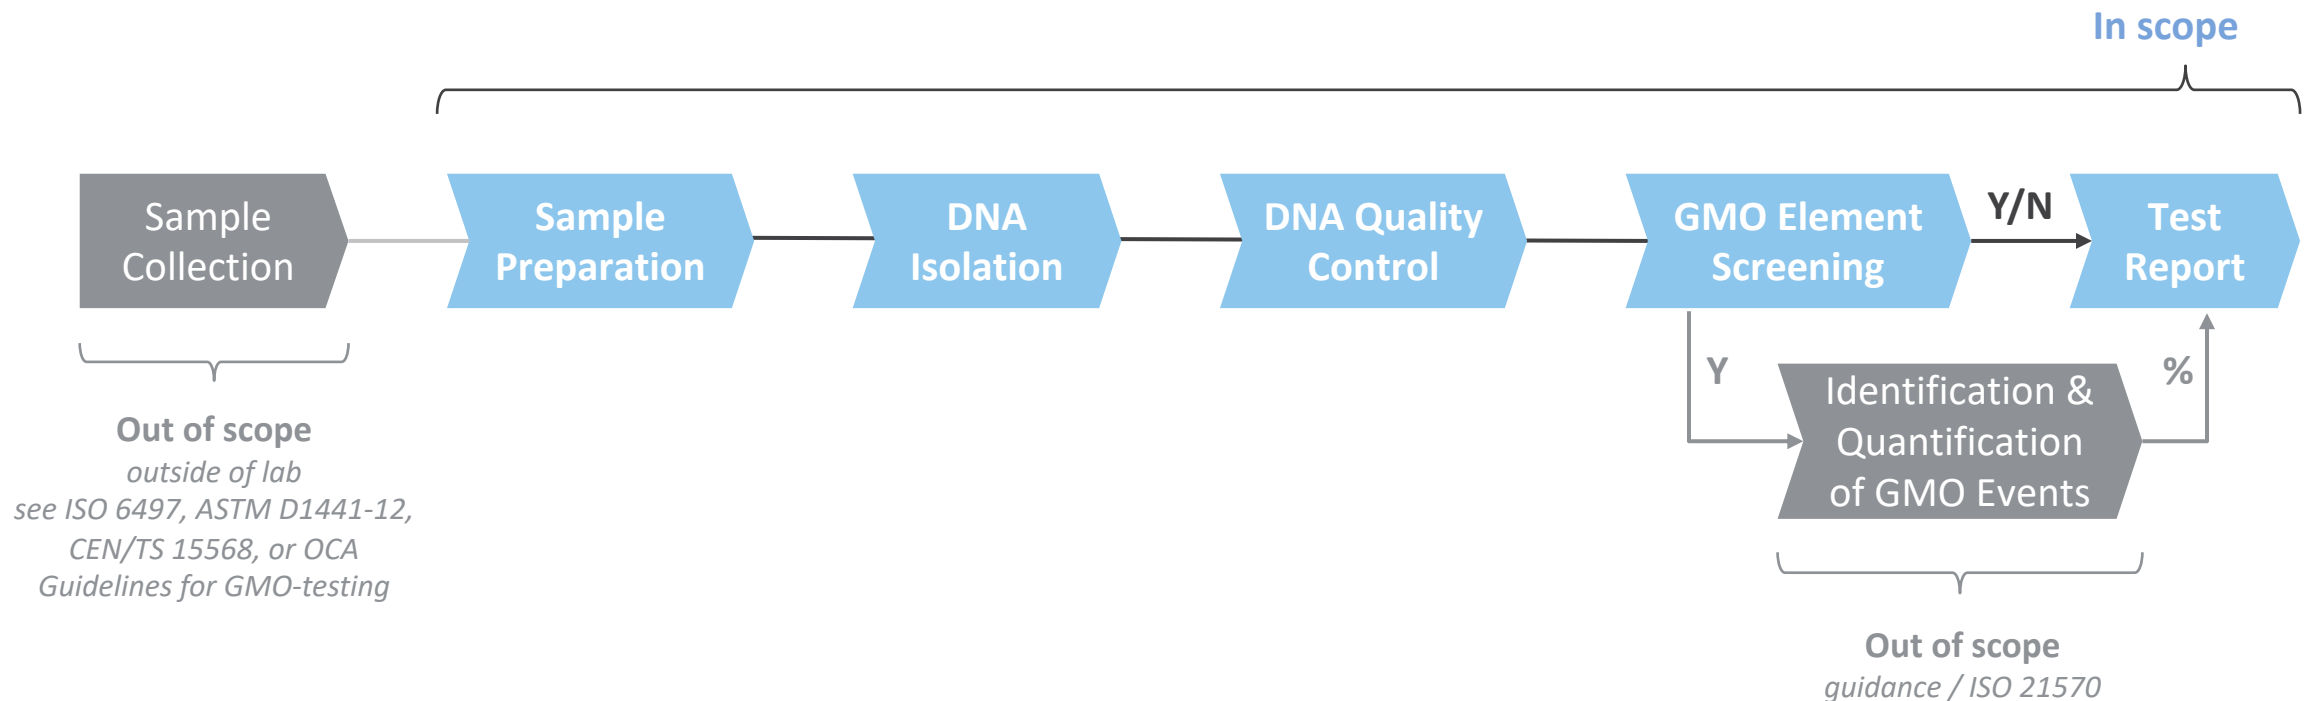 In scope
Sample
Collection
Sample
Preparation
DNA
Isolation
DNA Quality
Control
GMO Element
Screening
Y/N
Test
Report
Y
Identification &
Quantification
of GMO Events
%
Out of scope
outside of lab
see ISO 6497, ASTM D1441-12,
CEN/TS 15568, or OCA
Guidelines for GMO-testing
Out of scope
guidance / ISO 21570